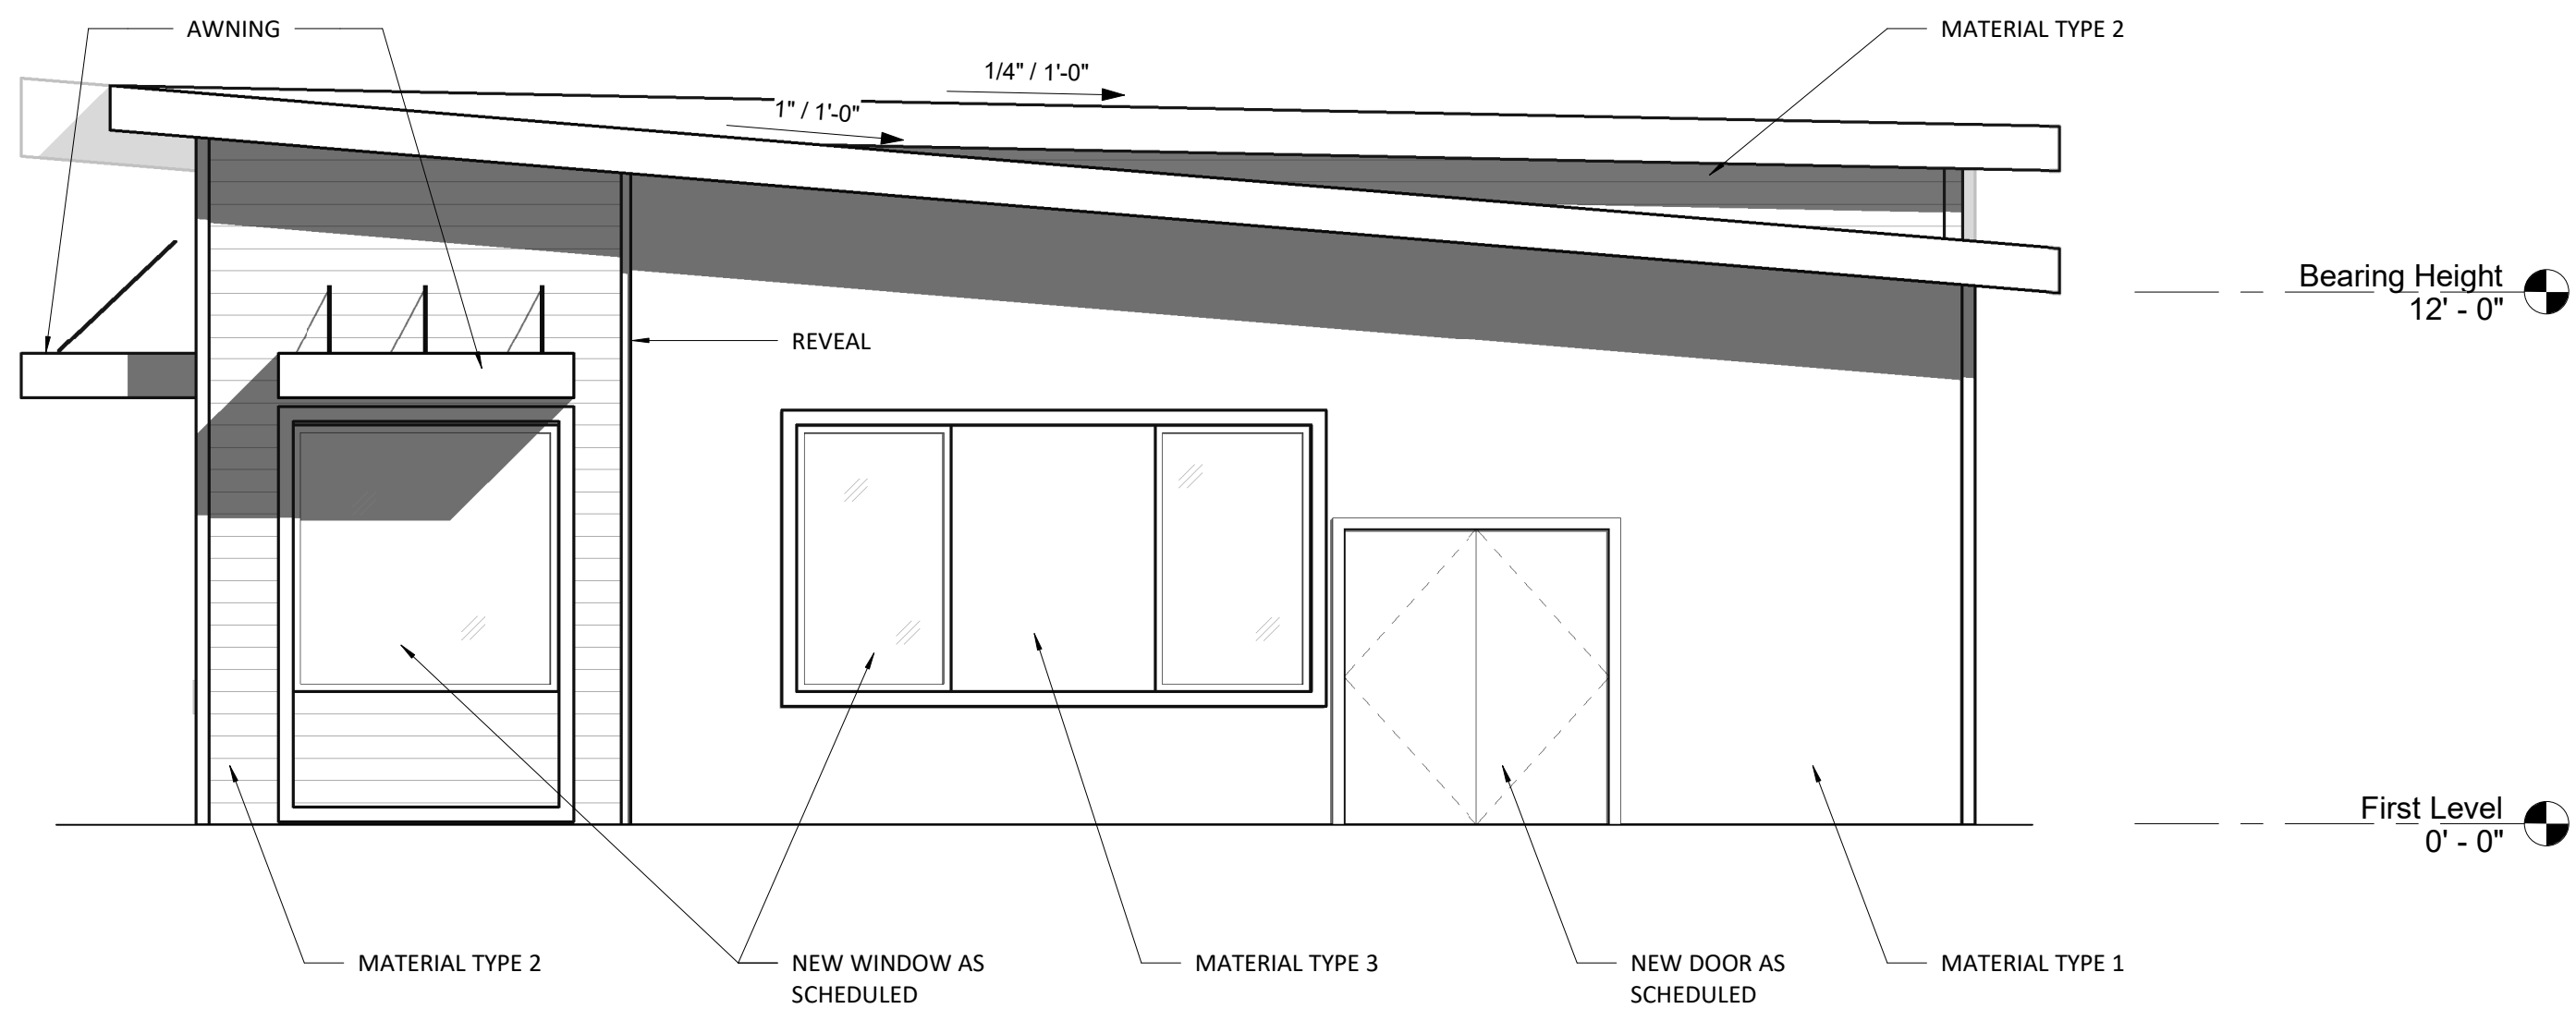 AWNING
MATERIAL TYPE 2
1/4" / 1'-0"
1" / 1'-0"
Bearing Height
12' - 0"
REVEAL
First Level
0' - 0"
MATERIAL TYPE 2
NEW WINDOW AS
SCHEDULED
MATERIAL TYPE 3
NEW DOOR AS
SCHEDULED
MATERIAL TYPE 1